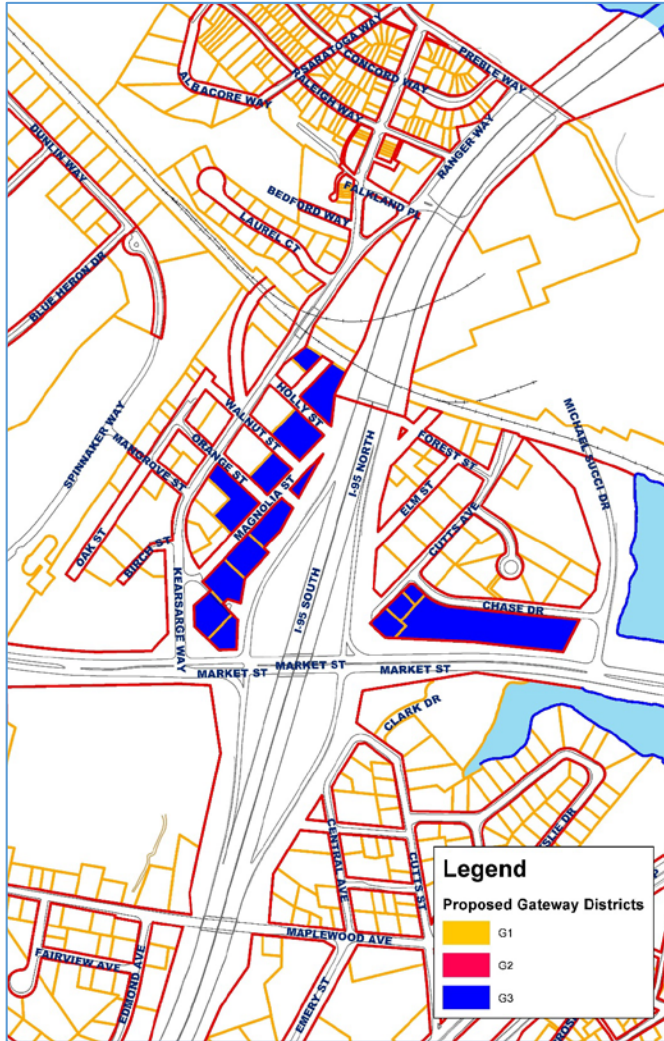 PREBLE WAY
SARATOGA WAY
CONCORD WAY
ALBACORE WAY
RALEIGH WAY
RANGER WAY
DUNLIN WAY
FALKLAND PL
BEDFORD WAY
LAUREL CT
BLUE HERON DR
HOLLY ST
WALNUT ST
SPINNAKER WAY
ORANGE ST
MANGROVE ST
I-95 NORTH
FOREST ST
MICHAEL SUCCI DR
MAGNOLIA ST
ELM ST
CUTTS AVE
OAK ST
BIRCH ST
KEARSARGE WAY
I-95 SOUTH
CHASE DR
MARKET ST
MARKET ST
MARKET ST
CLARK DR
CENTRAL AVE
CUTTS ST
SLIE DR
MAPLEWOOD AVE
FAIRVIEW AVE
EDMOND AVE
EMERY ST
Legend
Proposed Gateway Districts
G1
G2
G3